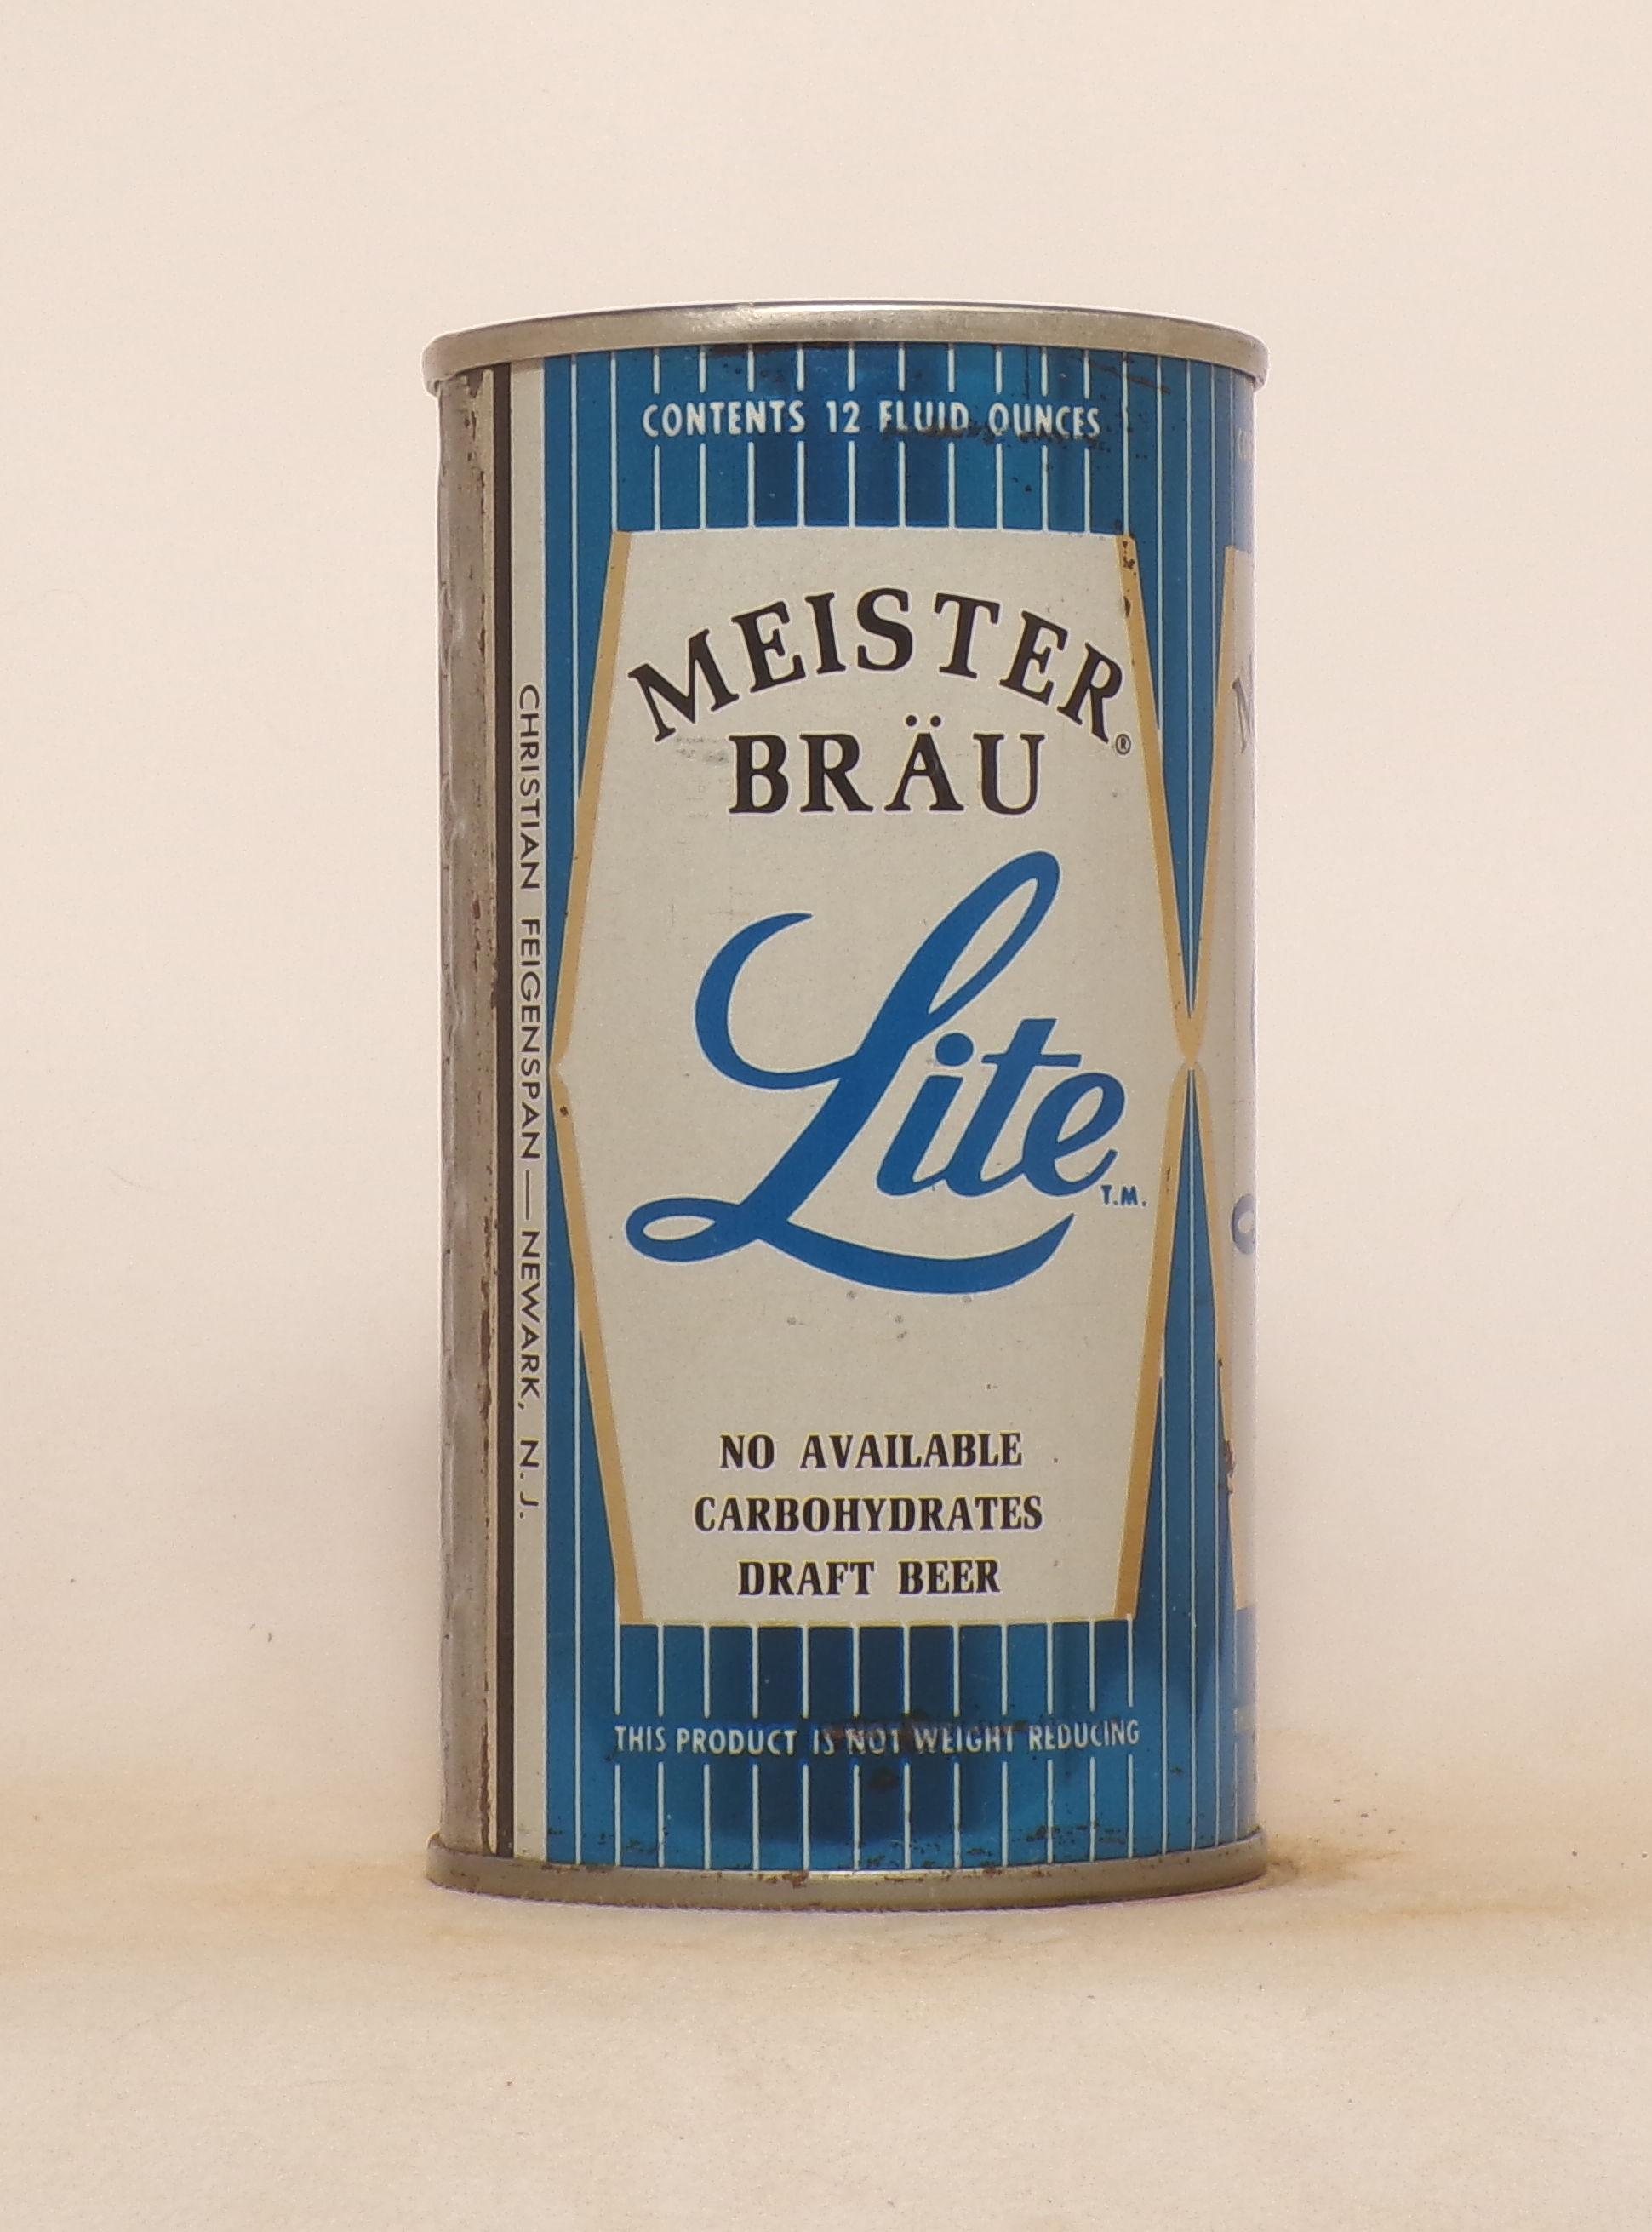 CONTENTS 12 FLUID OUNCES
MEISTER®
BRÄU
Lite T.M.
NO AVAILABLE
CARBOHYDRATES
DRAFT BEER
THIS PRODUCT IS NOT WEIGHT REDUCING
CHRISTIAN FEIGENSPAN—NEWARK, N. J.